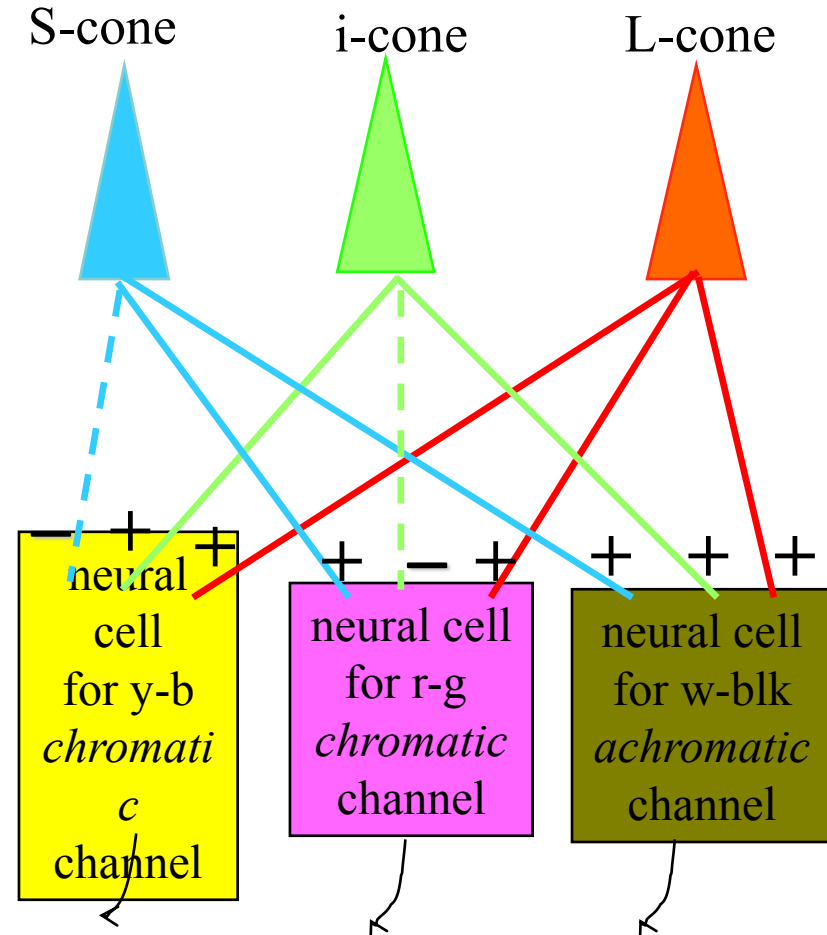 S-cone
i-cone
L-cone
− + +
+ − +
+ + +
neural
cell
for y-b
chromati
c
channel
neural cell
for r-g
chromatic
channel
neural cell
for w-blk
achromatic
channel